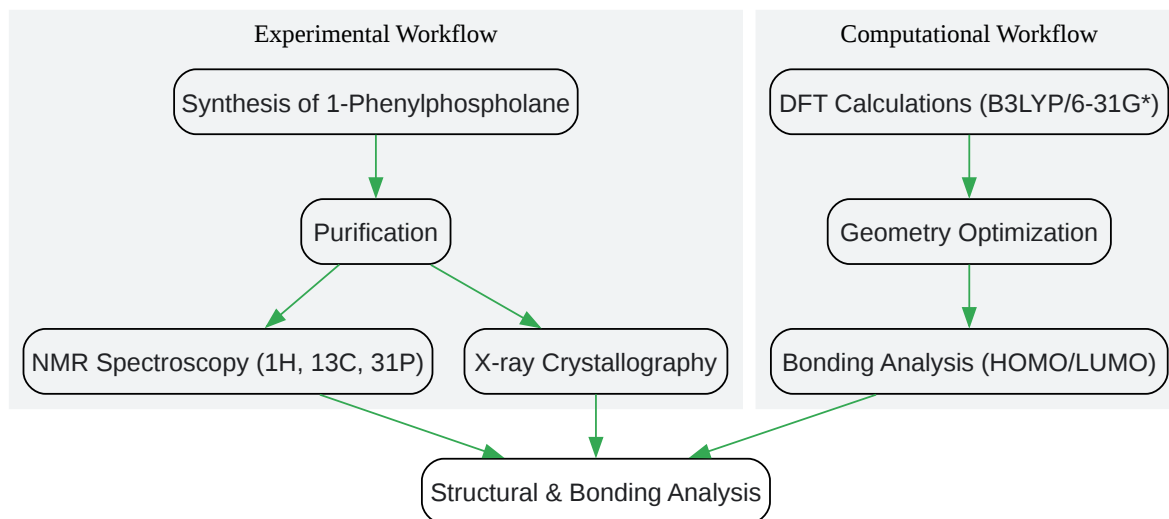 Experimental Workflow
Computational Workflow
Synthesis of 1-Phenylphospholane
DFT Calculations (B3LYP/6-31G*)
Purification
Geometry Optimization
NMR Spectroscopy (1H, 13C, 31P)
X-ray Crystallography
Bonding Analysis (HOMO/LUMO)
Structural & Bonding Analysis